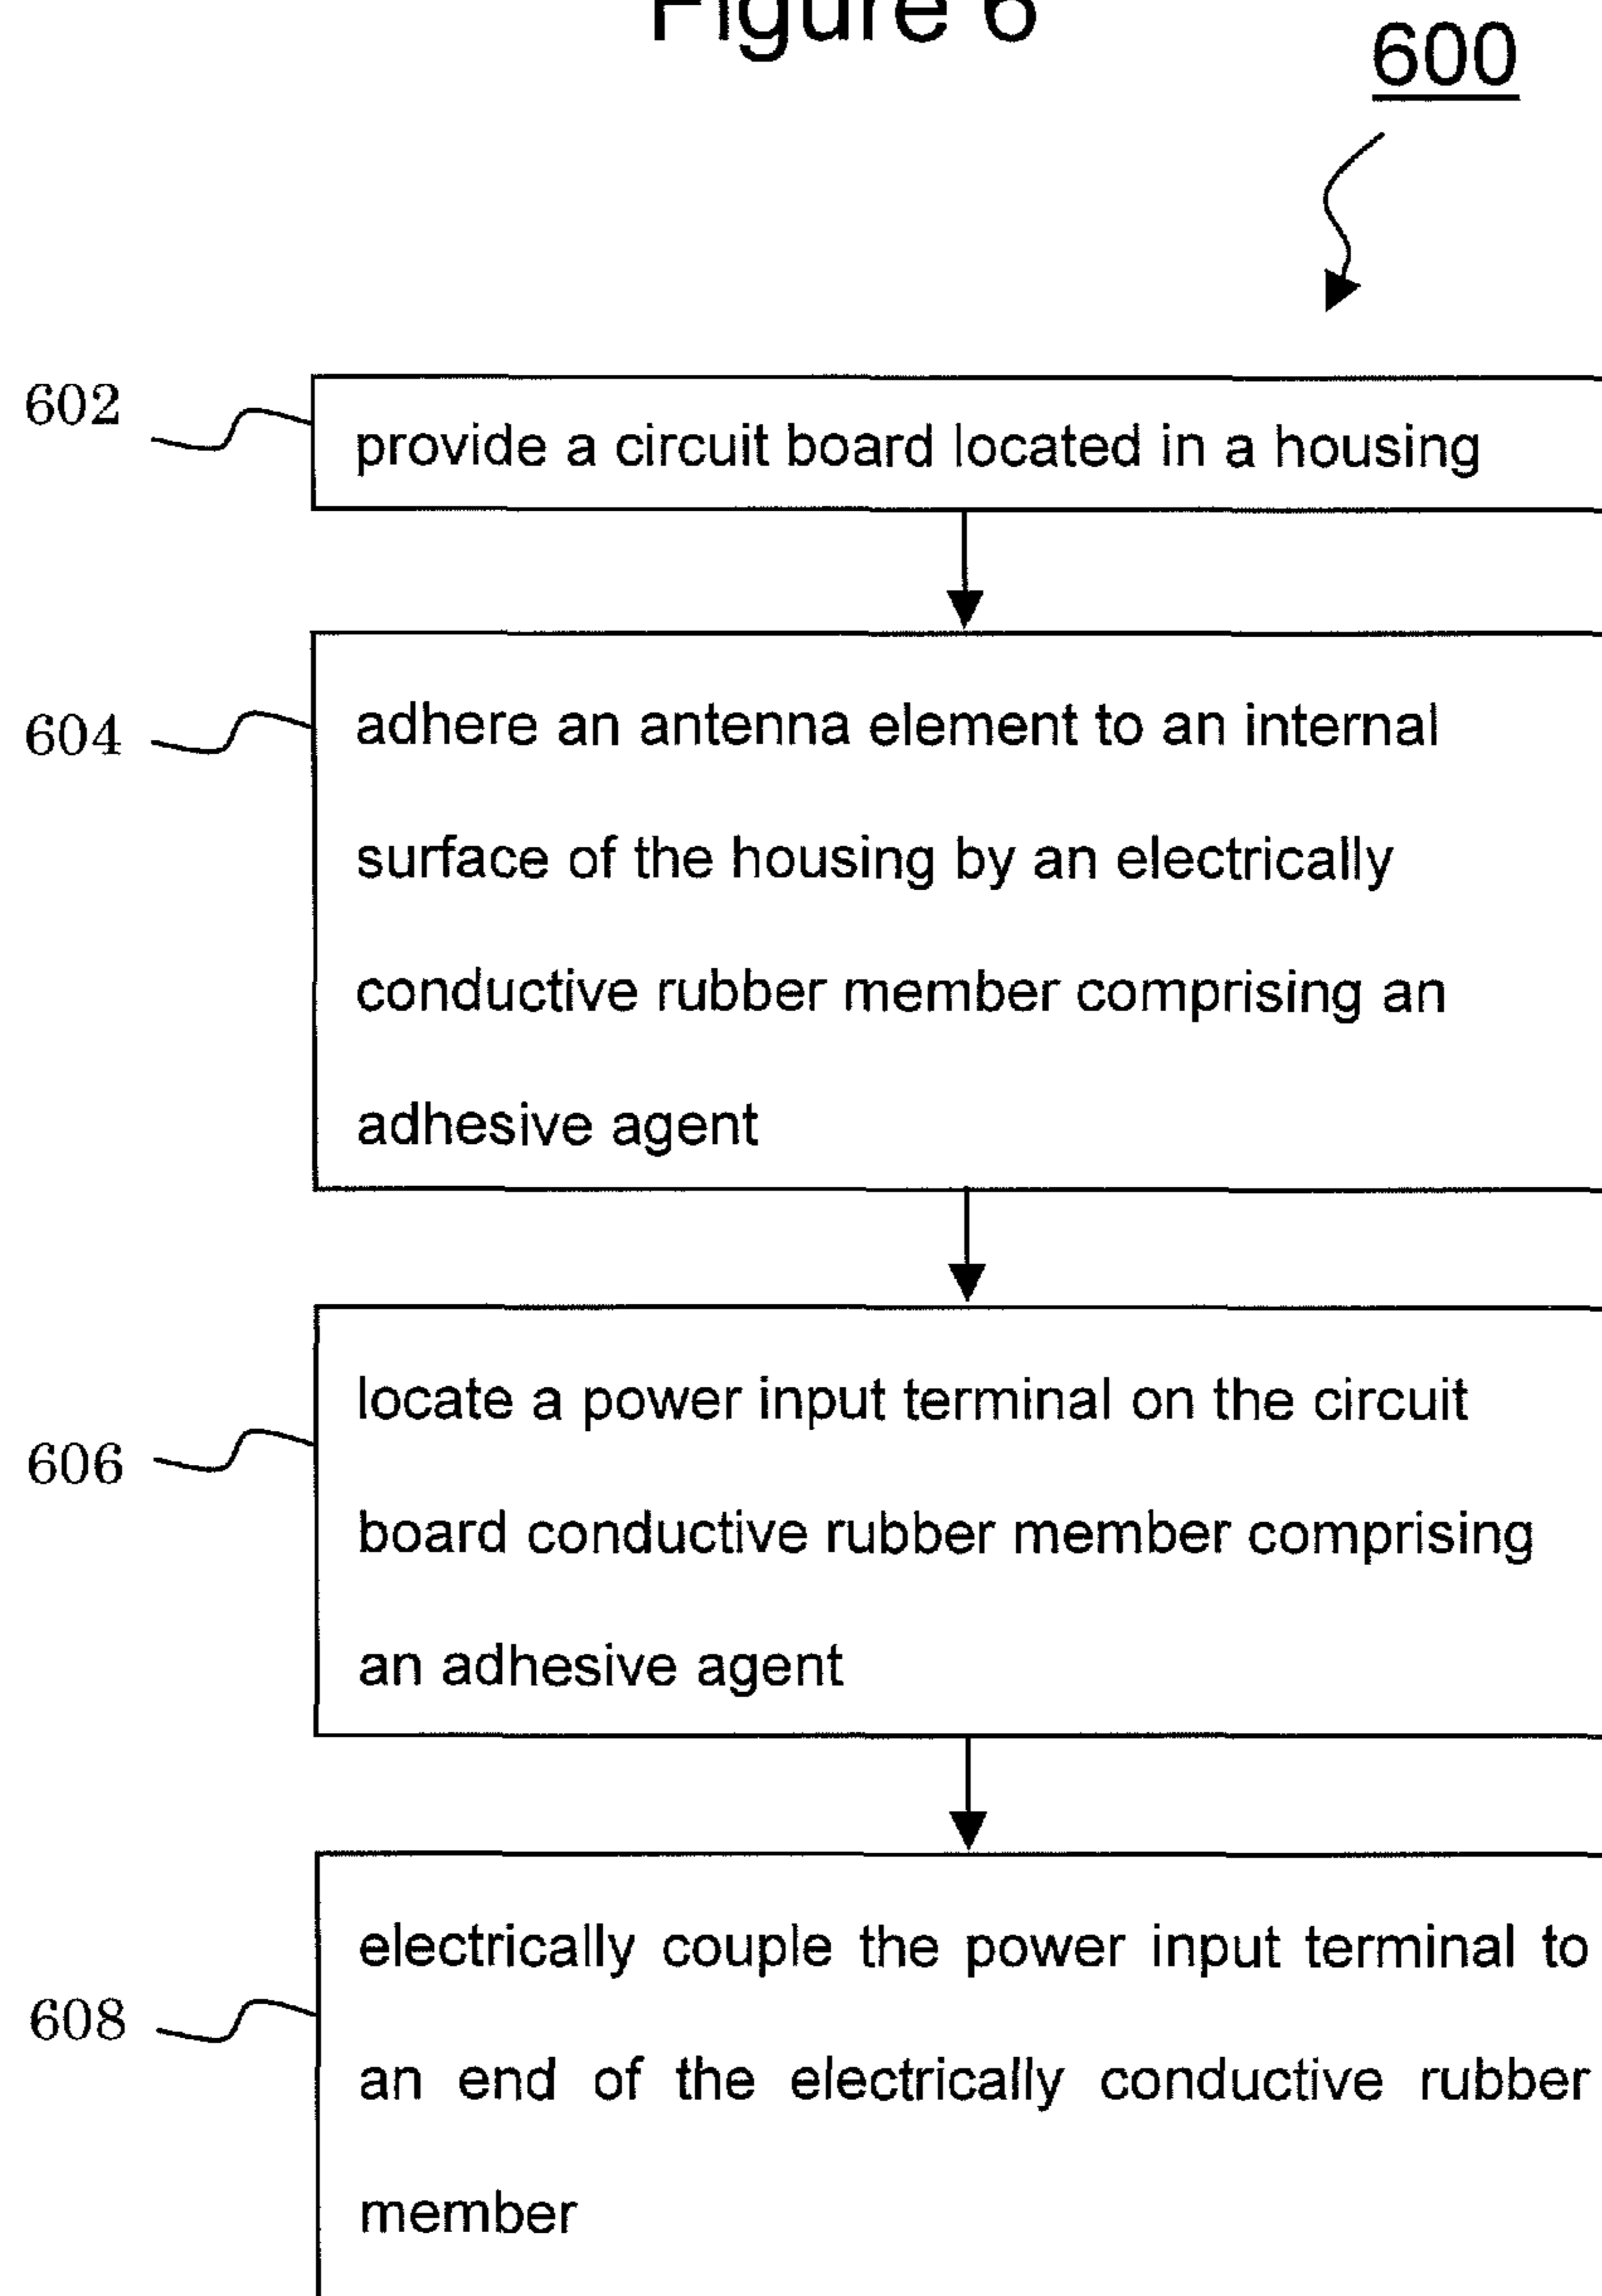 Figure 6
600
602
provide a circuit board located in a housing
604
adhere an antenna element to an internal
surface of the housing by an electrically
conductive rubber member comprising an
adhesive agent
606
locate a power input terminal on the circuit
board conductive rubber member comprising
an adhesive agent
608
electrically couple the power input terminal to
an end of the electrically conductive rubber
member